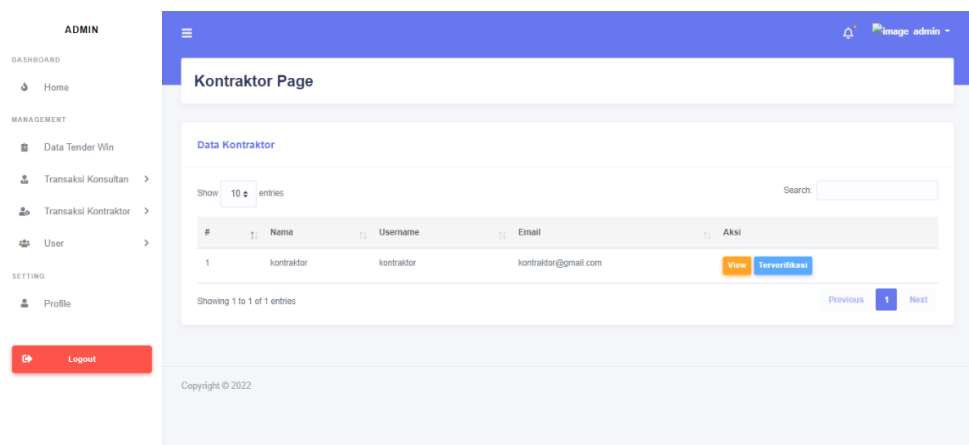 ADMIN
DASHBOARD
Home
MANAGEMENT
Data Tender Win
Transaksi Konsultan
Transaksi Kontraktor
User
SETTING
Profile
Logout
image admin
Kontraktor Page
Data Kontraktor
Show 10 entries
Search:
# Nama Username Email Aksi
1 kontraktor kontraktor kontraktor@gmail.com View Terverifikasi
Showing 1 to 1 of 1 entries
Previous 1 Next
Copyright © 2022